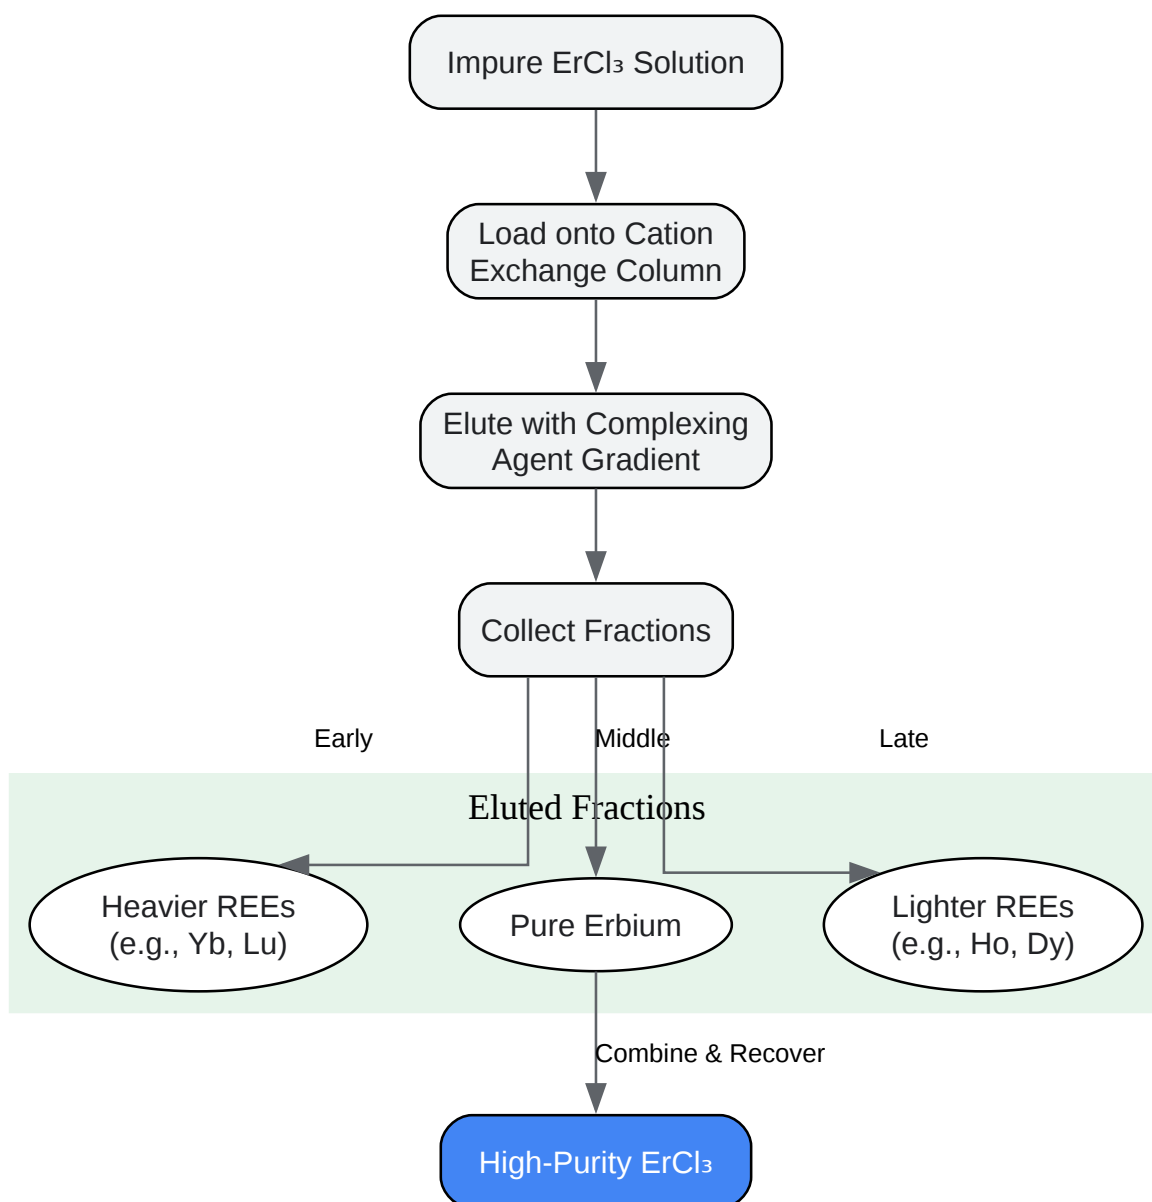 Impure ErCl₃ Solution
Load onto Cation
Exchange Column
Elute with Complexing
Agent Gradient
Collect Fractions
Early
Middle
Late
Eluted Fractions
Heavier REEs
(e.g., Yb, Lu)
Pure Erbium
Lighter REEs
(e.g., Ho, Dy)
Combine & Recover
High-Purity ErCl₃